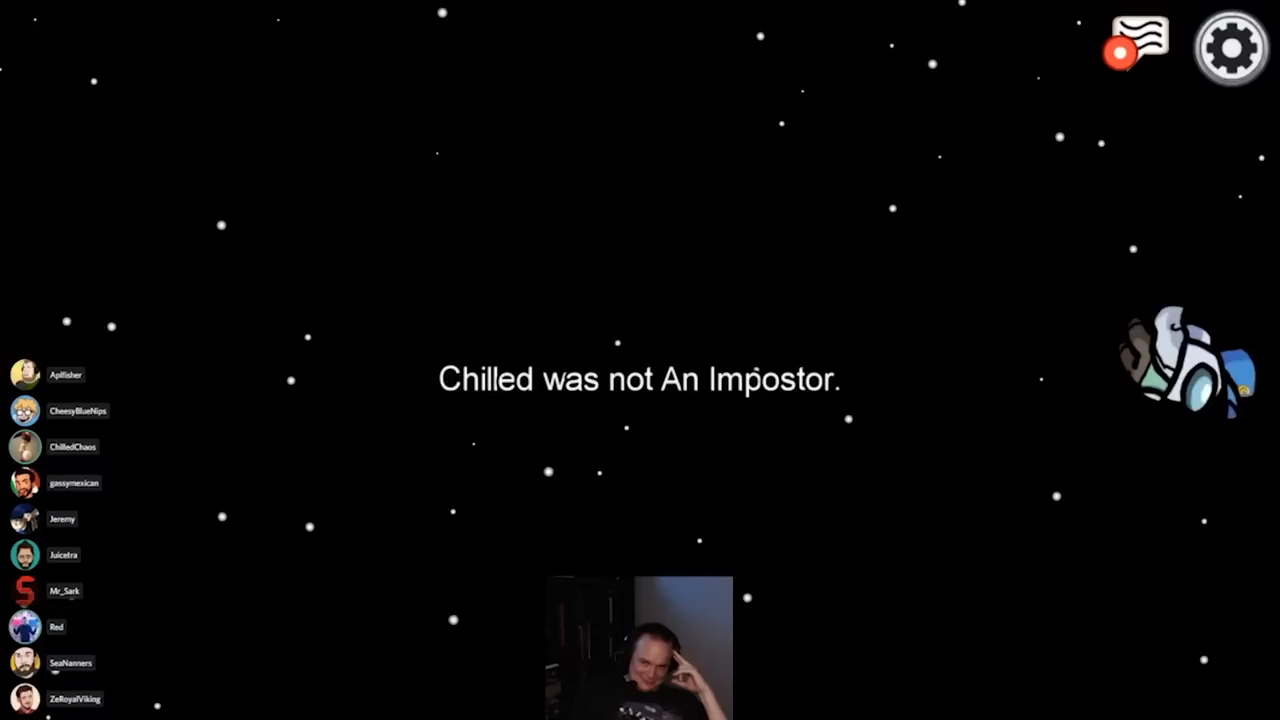 Chilled was not An Impostor.
Aplfisher
CheesyBlueNips
ChilledChaos
gassymexican
Jeremy
Juicetra
Mr_Sark
Red
SeaNanners
ZeRoyalViking